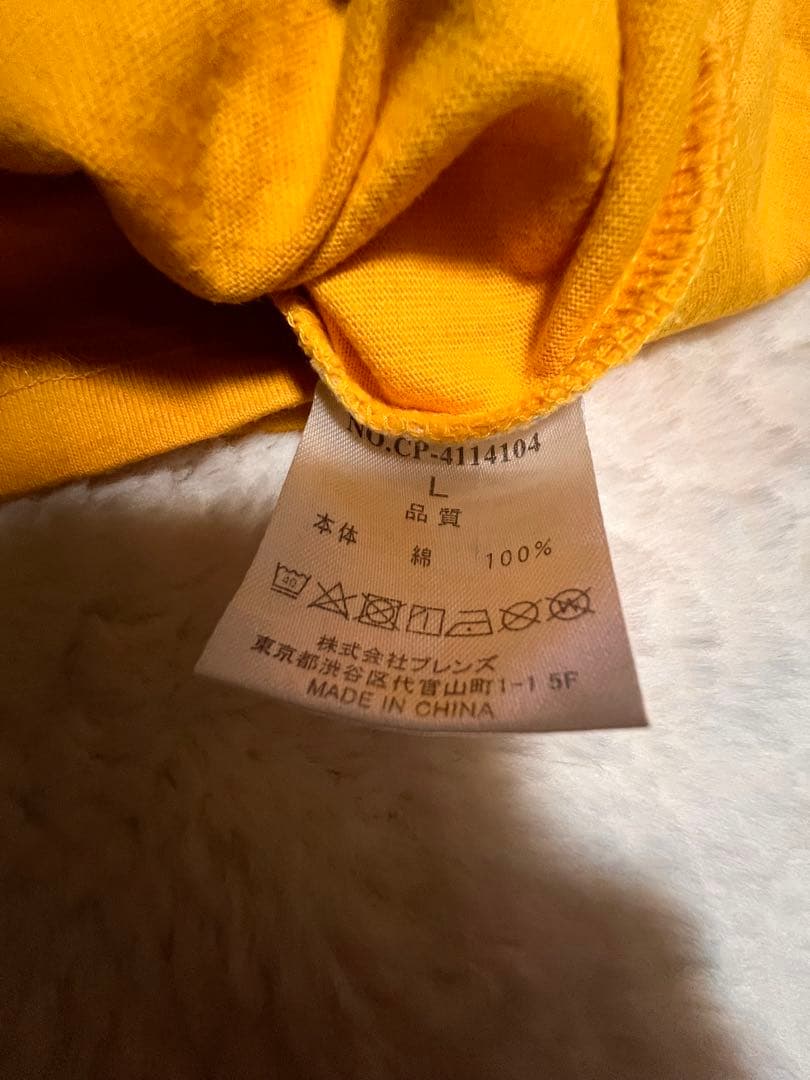 NO.CP-4114104
L
品質
本体 綿 100%
40
W
株式会社ブレンズ
東京都渋谷区代官山町1-1 5F
MADE IN CHINA